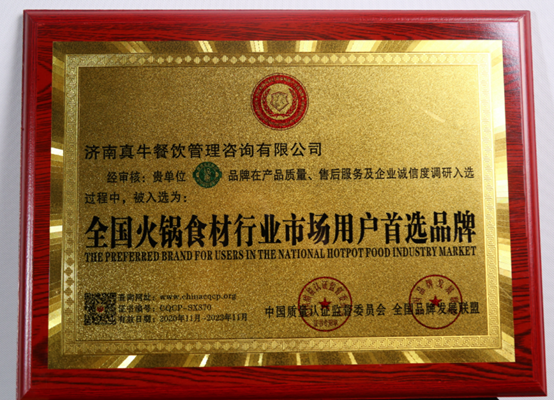 济南真牛餐饮管理咨询有限公司
经审核：贵单位 品牌在产品质量、售后服务及企业诚信度调研入选
过程中，被入选为：
全国火锅食材行业市场用户首选品牌
THE PREFERRED BRAND FOR USERS IN THE NATIONAL HOTPOT FOOD INDUSTRY MARKET
查询网址：www.chinacqcp.org
证书编号：
有效日期：2020年11月-2023年11月
中国质量认证监督委员会 全国品牌发展联盟